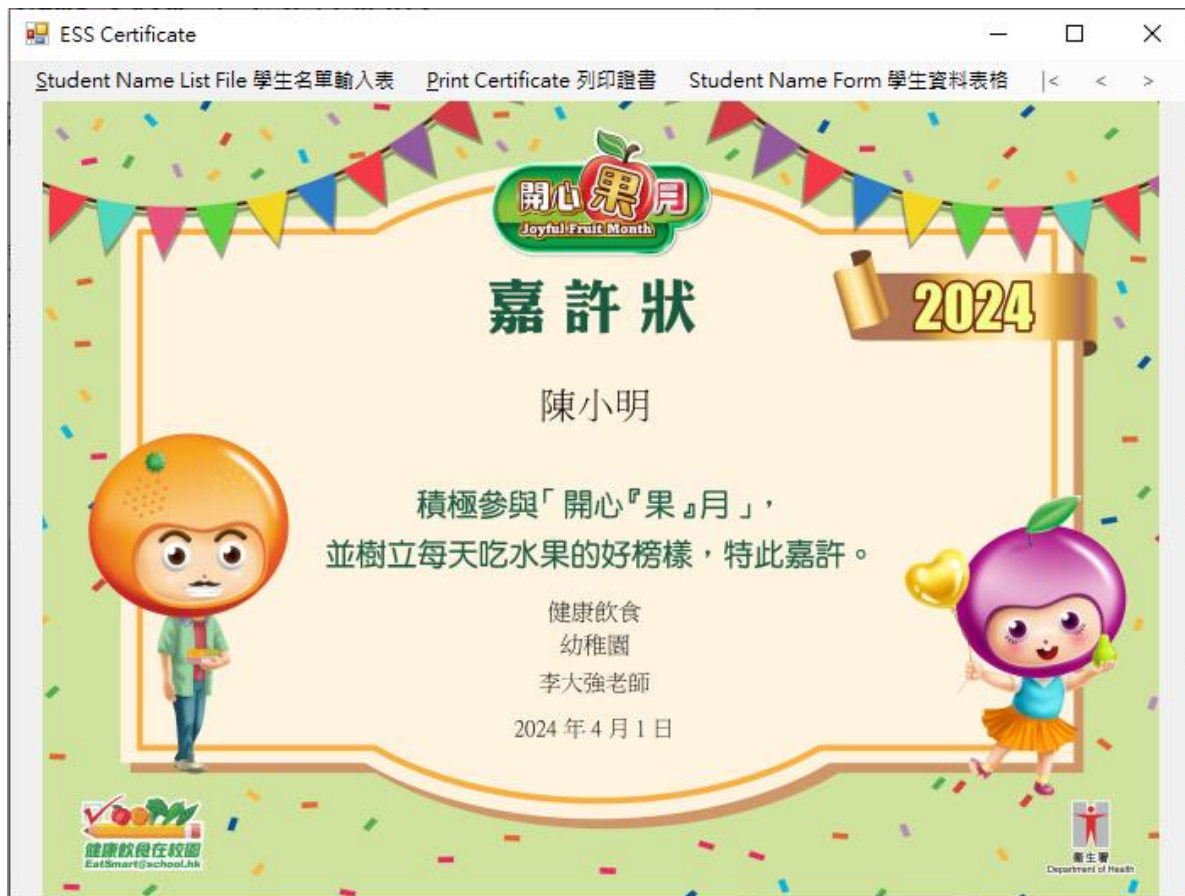 ESS Certificate
Student Name List File 學生名單輸入表 Print Certificate 列印證書 Student Name Form 學生資料表格 |< < >
開心果月
Joyful Fruit Month
嘉許狀
2024
陳小明
積極參與「開心『果』月」，
並樹立每天吃水果的好榜樣，特此嘉許。
健康飲食
幼稚園
李大強老師
2024 年 4 月 1 日
健康飲食在校園
EatSmart@school.hk
衞生署
Department of Health